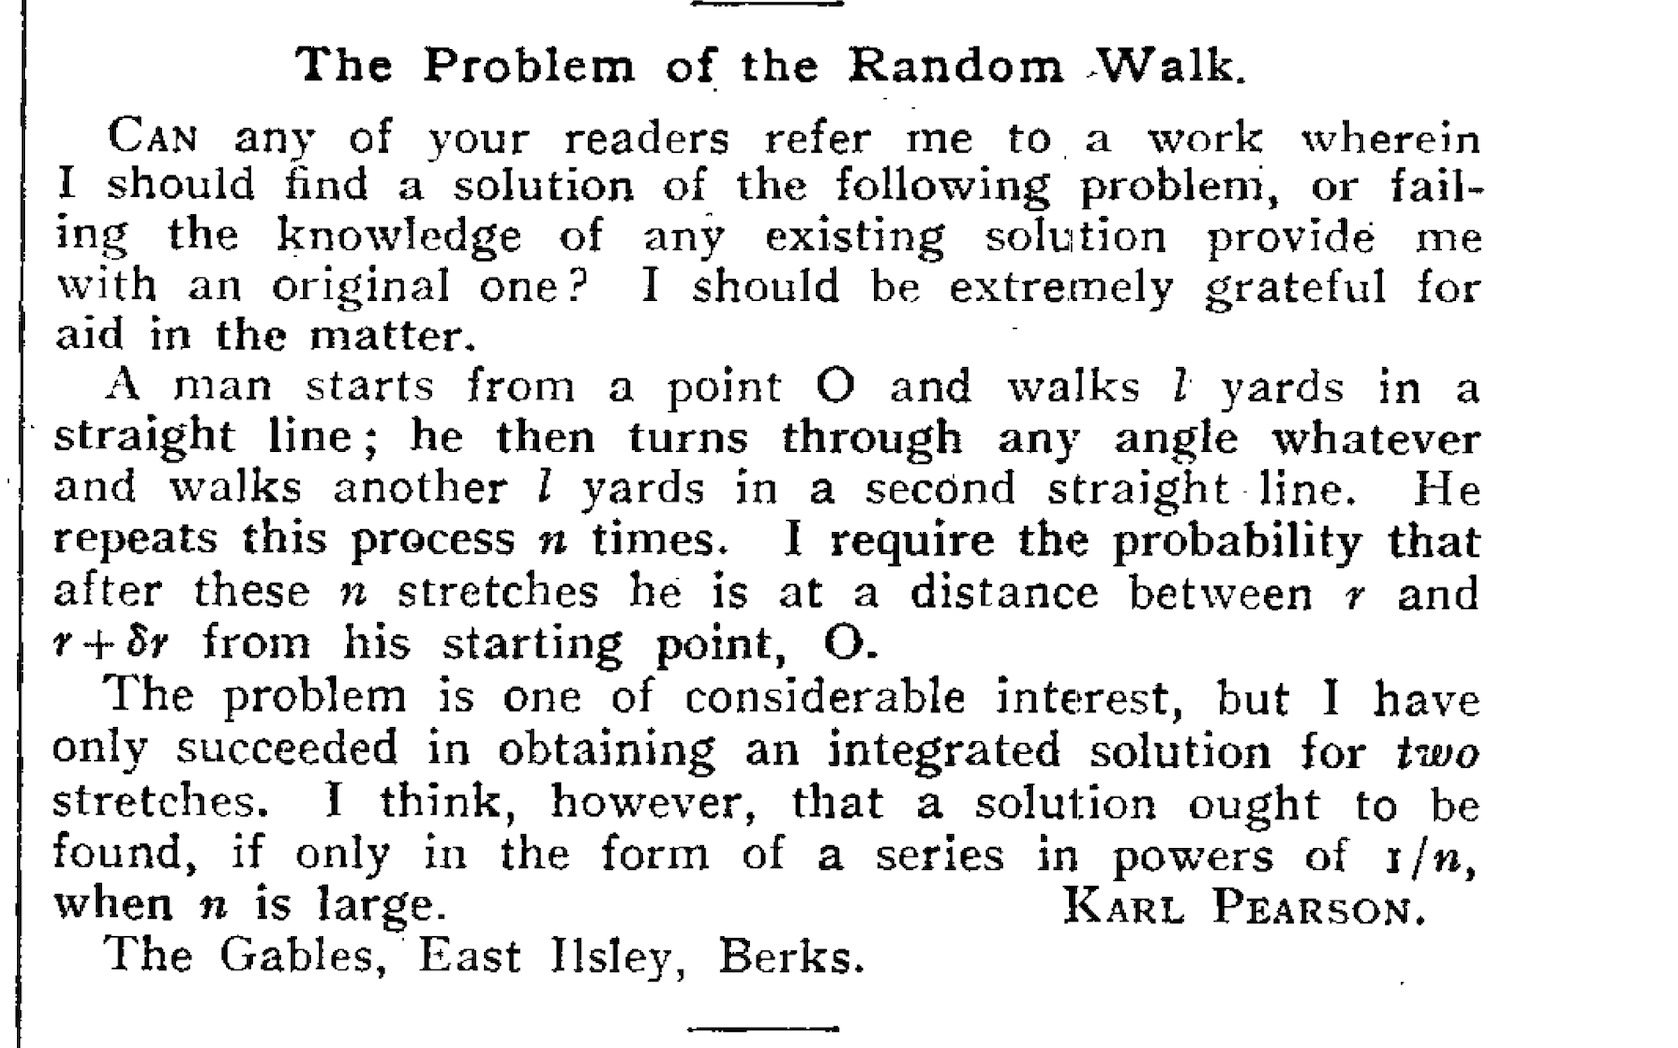 The Problem of the Random Walk.
CAN any of your readers refer me to a work wherein
I should find a solution of the following problem, or fail-
ing the knowledge of any existing solution provide me
with an original one? I should be extremely grateful for
aid in the matter.
A man starts from a point O and walks l yards in a
straight line; he then turns through any angle whatever
and walks another l yards in a second straight line. He
repeats this process n times. I require the probability that
after these n stretches he is at a distance between r and
r + δr from his starting point, O.
The problem is one of considerable interest, but I have
only succeeded in obtaining an integrated solution for two
stretches. I think, however, that a solution ought to be
found, if only in the form of a series in powers of 1/n,
when n is large. KARL PEARSON.
The Gables, East Ilsley, Berks.